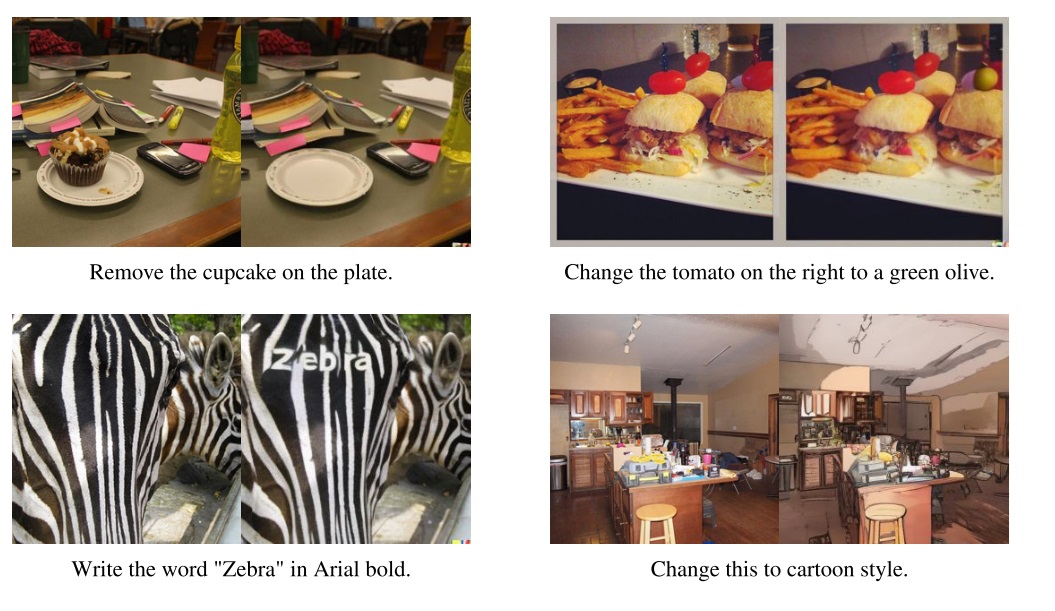 Remove the cupcake on the plate.
Change the tomato on the right to a green olive.
Zebra
Write the word "Zebra" in Arial bold.
Change this to cartoon style.